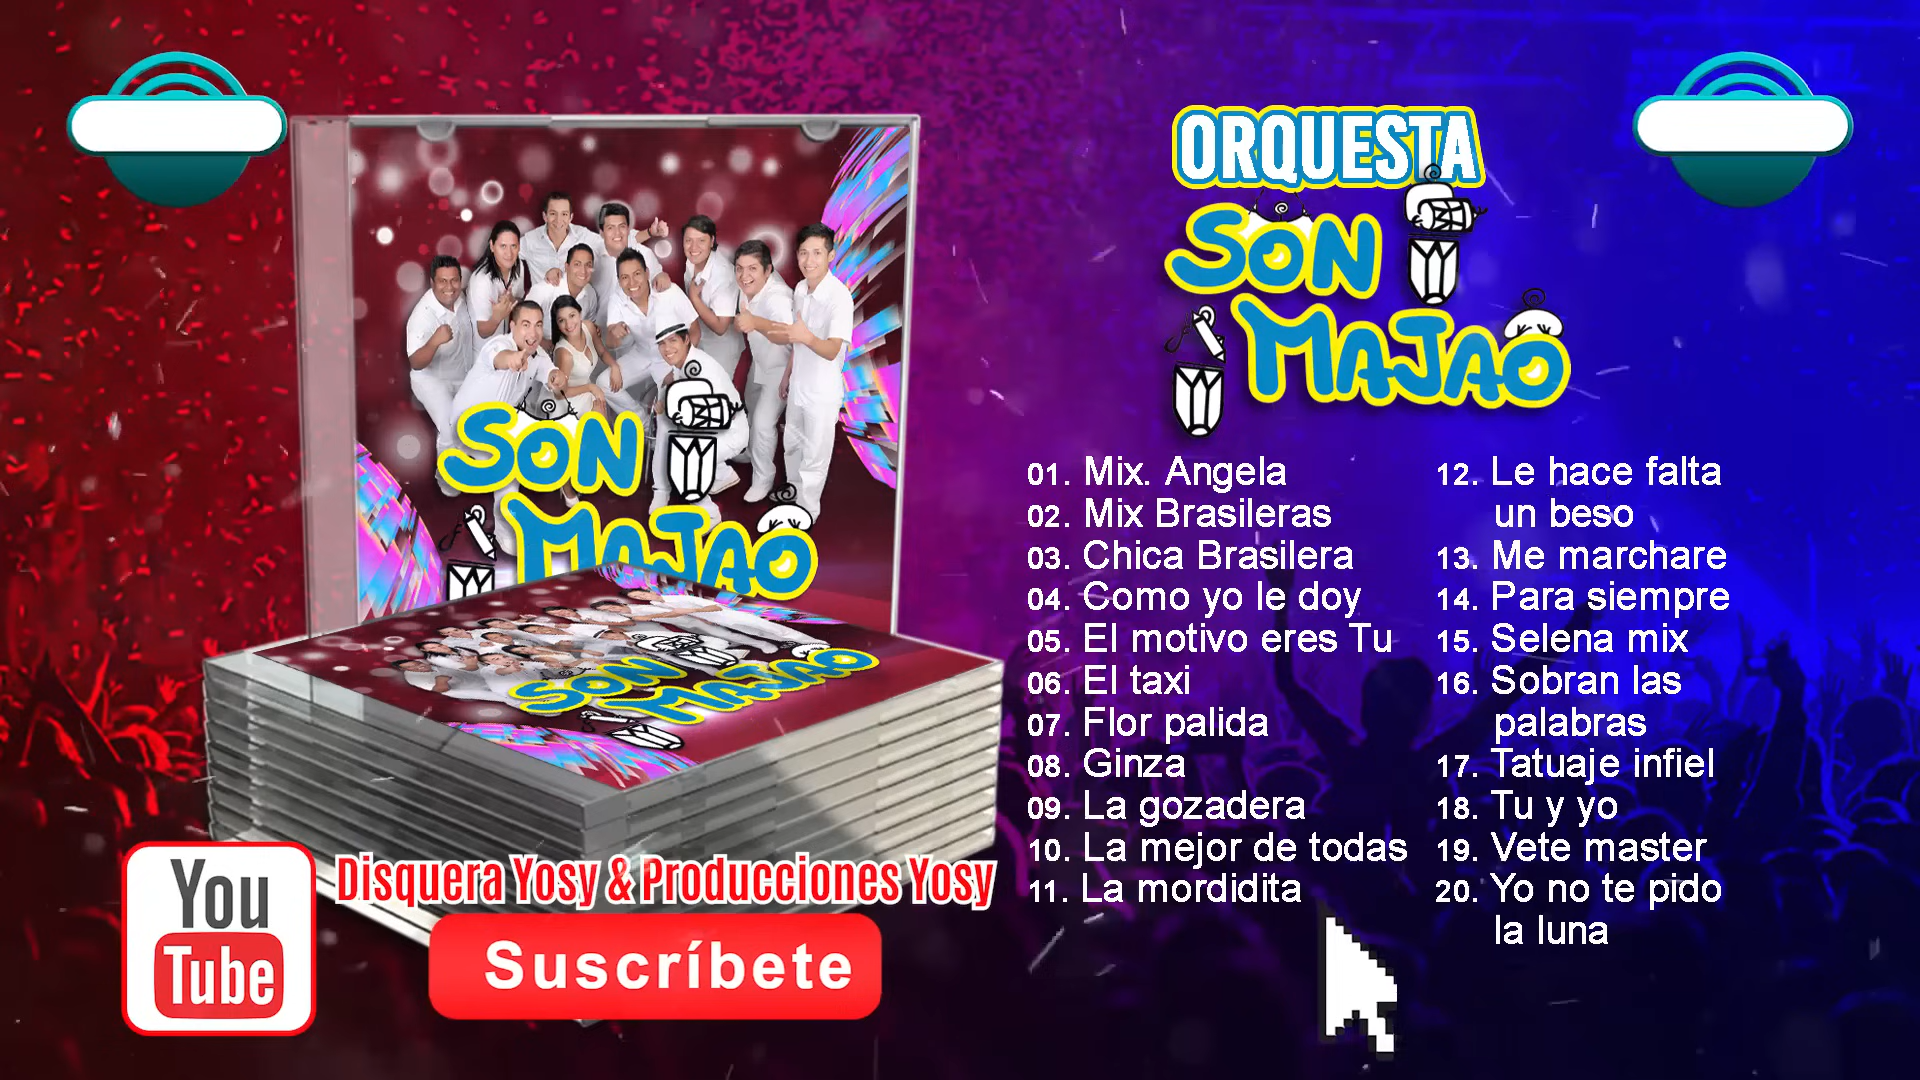 ORQUESTA
SON
MAJAO
SON
MAJAO
SON
MAJAO
01. Mix. Angela
02. Mix Brasileras
03. Chica Brasilera
04. Como yo le doy
05. El motivo eres Tu
06. El taxi
07. Flor palida
08. Ginza
09. La gozadera
10. La mejor de todas
11. La mordidita
12. Le hace falta
un beso
13. Me marchare
14. Para siempre
15. Selena mix
16. Sobran las
palabras
17. Tatuaje infiel
18. Tu y yo
19. Vete master
20. Yo no te pido
la luna
You
Tube
Disquera Yosy & Producciones Yosy
Suscríbete